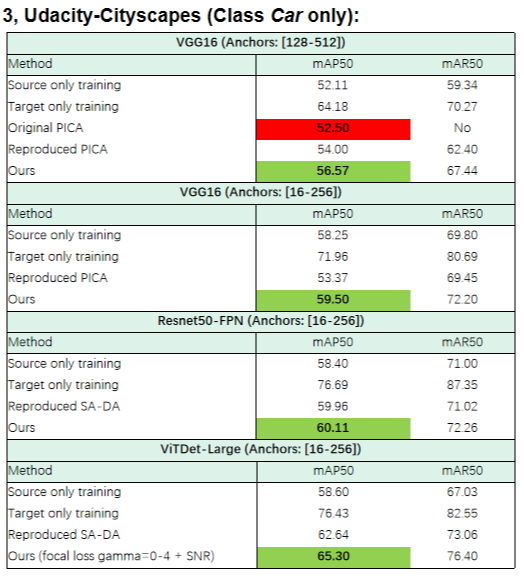 3, Udacity-Cityscapes (Class Car only):
VGG16 (Anchors: [128-512])
Method mAP50 mAR50
Source only training 52.11 59.34
Target only training 64.18 70.27
Original PICA 52.50 No
Reproduced PICA 54.00 62.40
Ours 56.57 67.44
VGG16 (Anchors: [16-256])
Method mAP50 mAR50
Source only training 58.25 69.80
Target only training 71.96 80.69
Reproduced PICA 53.37 69.45
Ours 59.50 72.20
Resnet50-FPN (Anchors: [16-256])
Method mAP50 mAR50
Source only training 58.40 71.00
Target only training 76.69 87.35
Reproduced SA-DA 59.96 71.02
Ours 60.11 72.26
ViTDet-Large (Anchors: [16-256])
Method mAP50 mAR50
Source only training 58.60 67.03
Target only training 76.43 82.55
Reproduced SA-DA 62.64 73.06
Ours (focal loss gamma=0-4 + SNR) 65.30 76.40